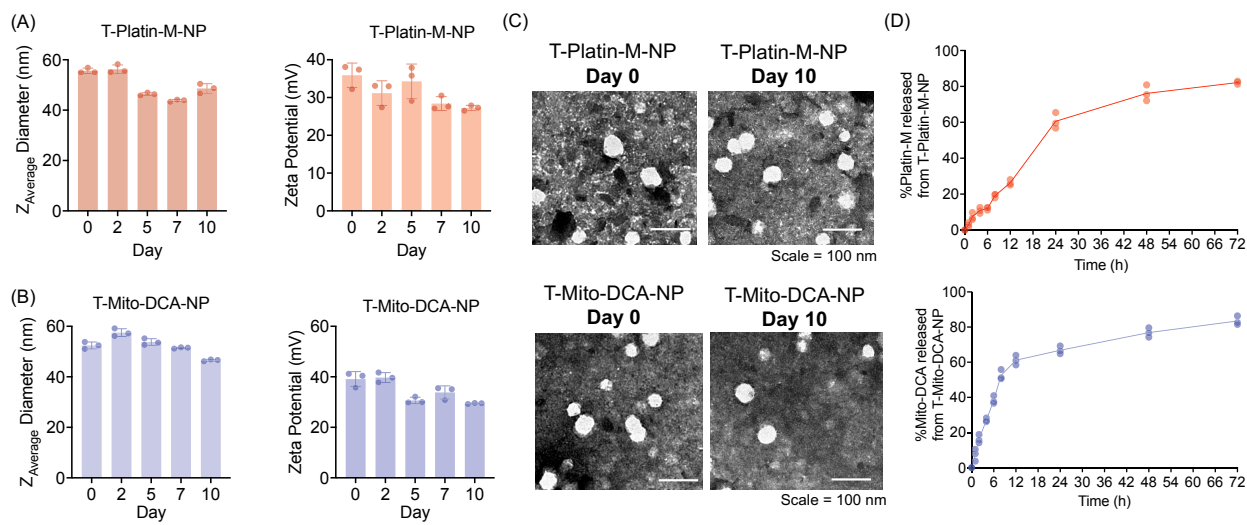 (A)
T-Platin-M-NP
ZAverage Diameter (nm)
60
40
20
0
0 2 5 7 10
Day
T-Platin-M-NP
Zeta Potential (mV)
40
30
20
10
0
0 2 5 7 10
Day
(B)
T-Mito-DCA-NP
ZAverage Diameter (nm)
60
40
20
0
0 2 5 7 10
Day
T-Mito-DCA-NP
Zeta Potential (mV)
60
40
20
0
0 2 5 7 10
Day
(C)
T-Platin-M-NP
Day 0
T-Platin-M-NP
Day 10
Scale = 100 nm
T-Mito-DCA-NP
Day 0
T-Mito-DCA-NP
Day 10
Scale = 100 nm
(D)
%Platin-M released
from T-Platin-M-NP
100
80
60
40
20
0
0 6 12 18 24 30 36 42 48 54 60 66 72
Time (h)
%Mito-DCA released
from T-Mito-DCA-NP
100
80
60
40
20
0
0 6 12 18 24 30 36 42 48 54 60 66 72
Time (h)